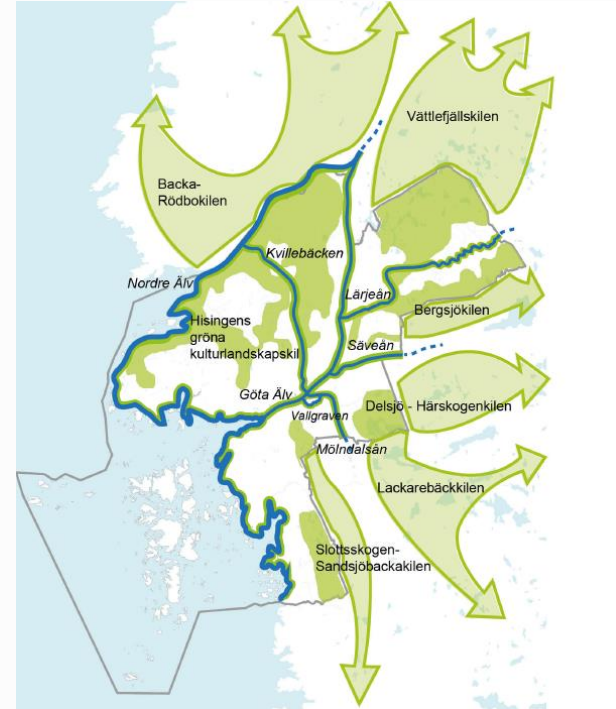 Vättlefjällskilen
Backa-
Rödbokilen
Kvillebäcken
Nordre Älv
Lärjeån
Bergsjökilen
Hisingens
gröna
kulturlandskapskil
Säveån
Göta Älv
Vallgraven
Delsjö - Härskogenkilen
Mölndalsån
Lackarebäckkilen
Slottsskogen-
Sandsjöbackakilen